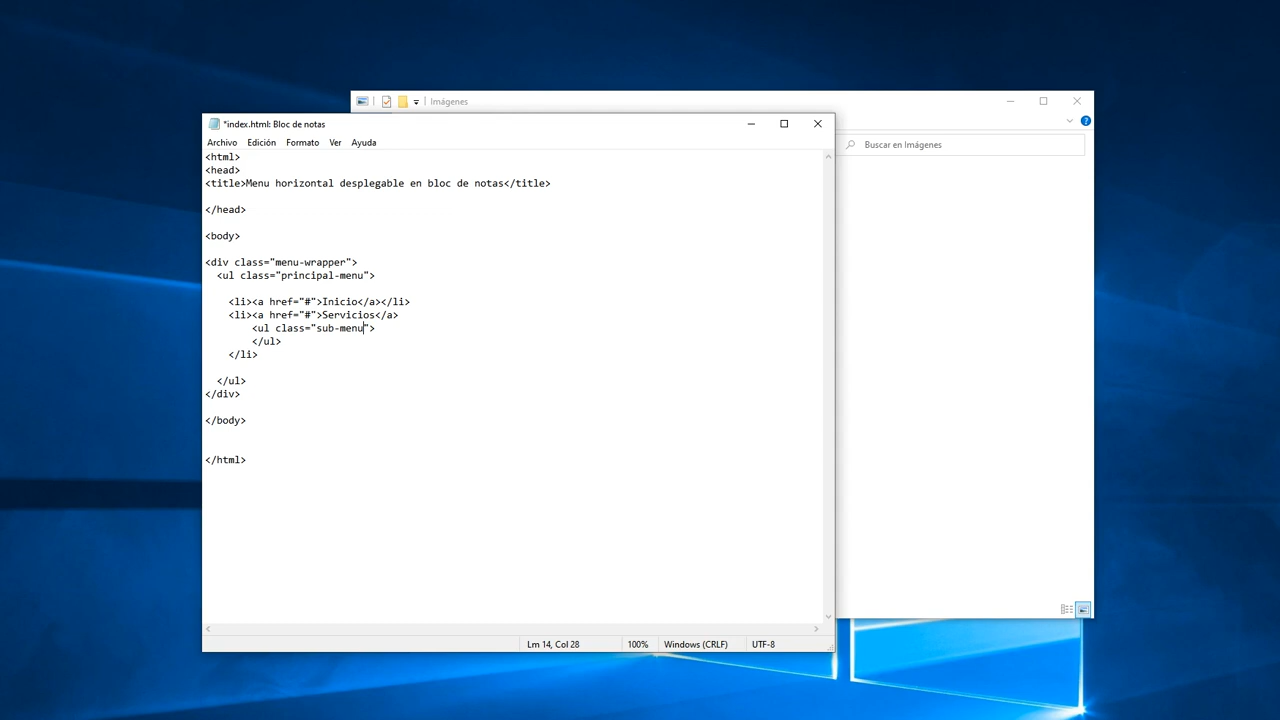 Imágenes
*index.html: Bloc de notas
Archivo Edición Formato Ver Ayuda
Buscar en Imágenes
<html>
<head>
<title>Menu horizontal desplegable en bloc de notas</title>
</head>
<body>
<div class="menu-wrapper">
<ul class="principal-menu">
<li><a href="#">Inicio</a></li>
<li><a href="#">Servicios</a>
<ul class="sub-menu">
</ul>
</li>
</ul>
</div>
</body>
</html>
Lm 14, Col 28 100% Windows (CRLF) UTF-8